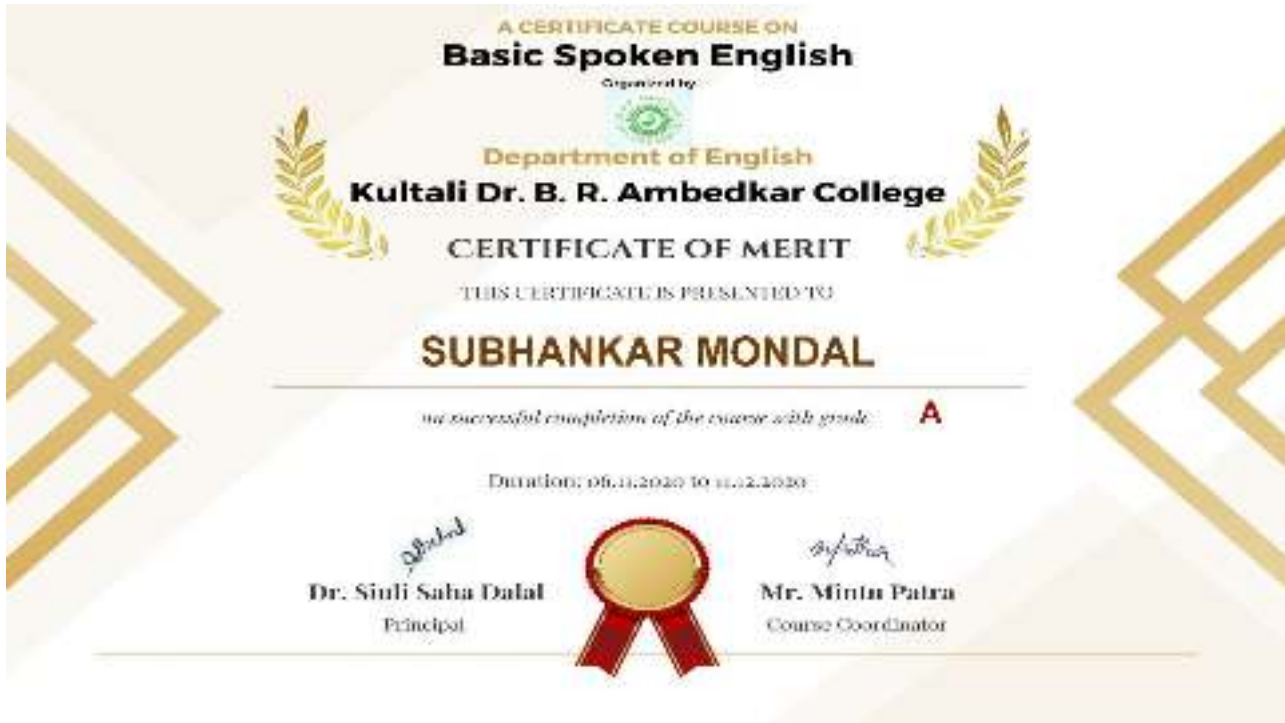 A CERTIFICATE COURSE ON
Basic Spoken English
Organized by
Department of English
Kultali Dr. B. R. Ambedkar College
CERTIFICATE OF MERIT
THIS CERTIFICATE IS PRESENTED TO
SUBHANKAR MONDAL
on successful completion of the course with grade A
Duration: 06.11.2020 to 11.12.2020
Dr. Siuli Saha Dalal Mr. Mintu Patra
Principal Course Coordinator